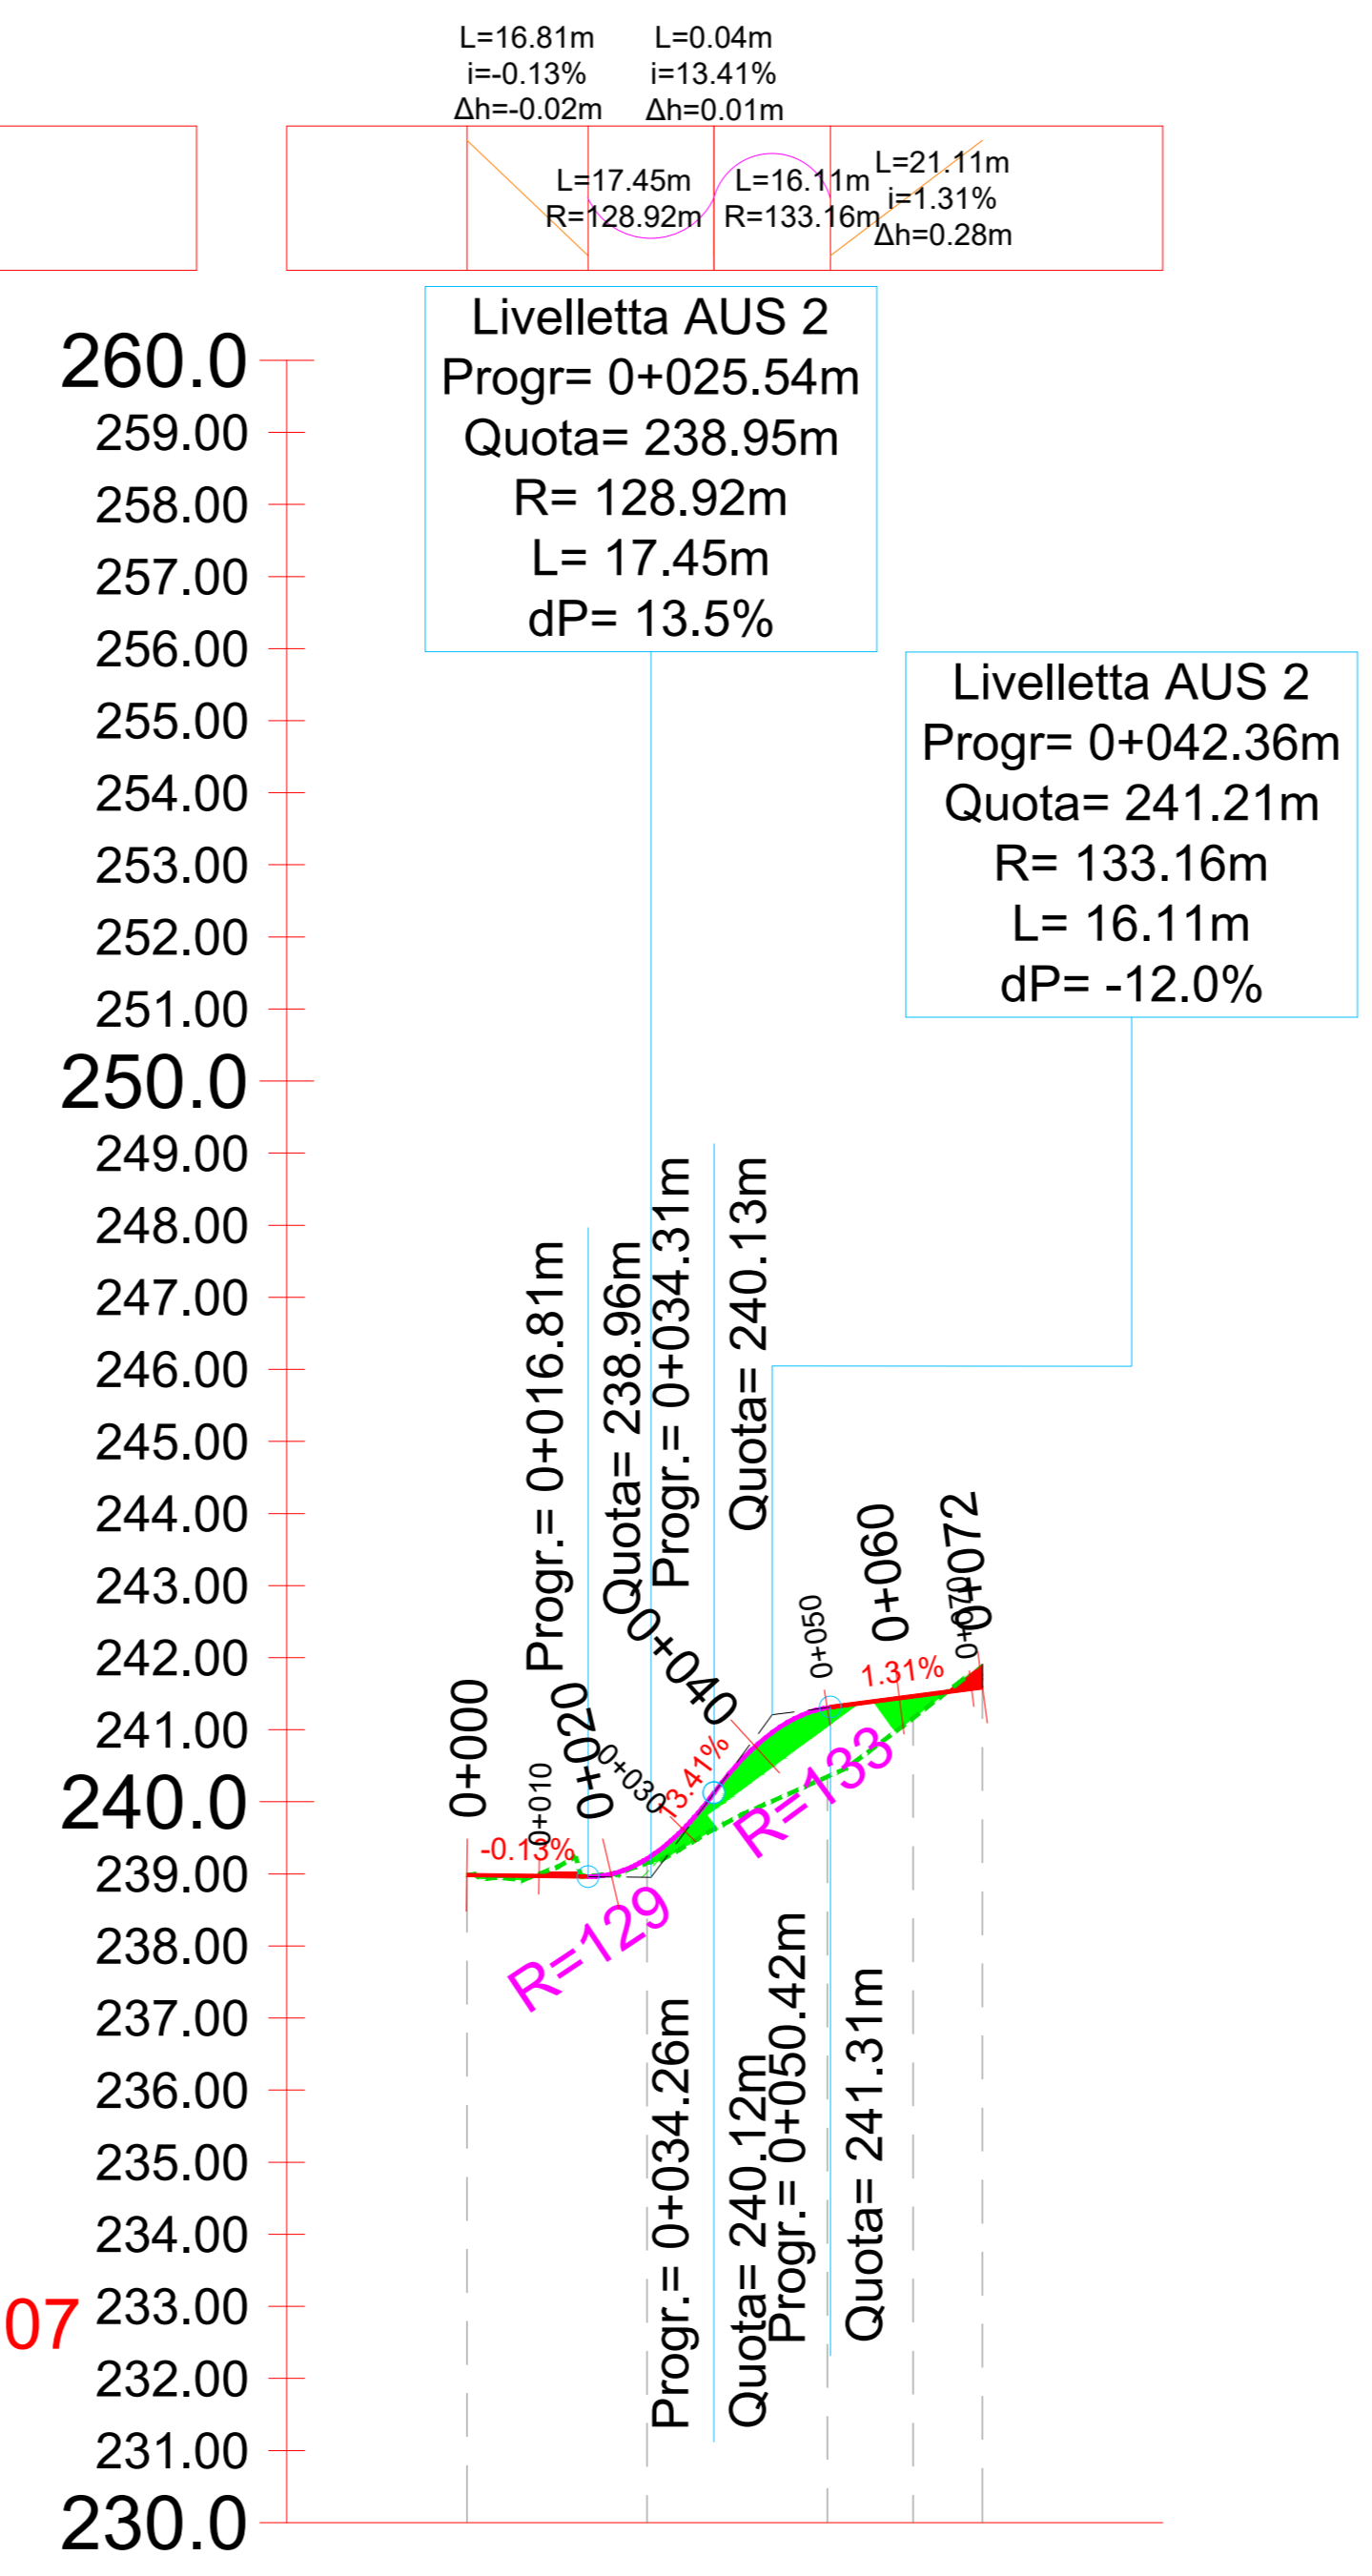 L=16.81m
i=-0.13%
Δh=-0.02m
L=0.04m
i=13.41%
Δh=0.01m
L=17.45m
R=128.92m
L=16.11m
R=133.16m
L=21.11m
i=1.31%
Δh=0.28m
Livelletta AUS 2
Progr= 0+025.54m
Quota= 238.95m
R= 128.92m
L= 17.45m
dP= 13.5%
Livelletta AUS 2
Progr= 0+042.36m
Quota= 241.21m
R= 133.16m
L= 16.11m
dP= -12.0%
260.0
259.00
258.00
257.00
256.00
255.00
254.00
253.00
252.00
251.00
250.0
249.00
248.00
247.00
246.00
245.00
244.00
243.00
242.00
241.00
240.0
239.00
238.00
237.00
236.00
235.00
234.00
233.00
232.00
231.00
230.0
07
Progr.= 0+016.81m
Quota= 238.96m
Progr.= 0+034.31m
Quota= 240.13m
0+000
0+010
0+020
0+030
0+040
0+050
0+060
0+070
0+072
-0.13%
13.41%
1.31%
R=129
R=133
Progr.= 0+034.26m
Quota= 240.12m
Progr.= 0+050.42m
Quota= 241.31m